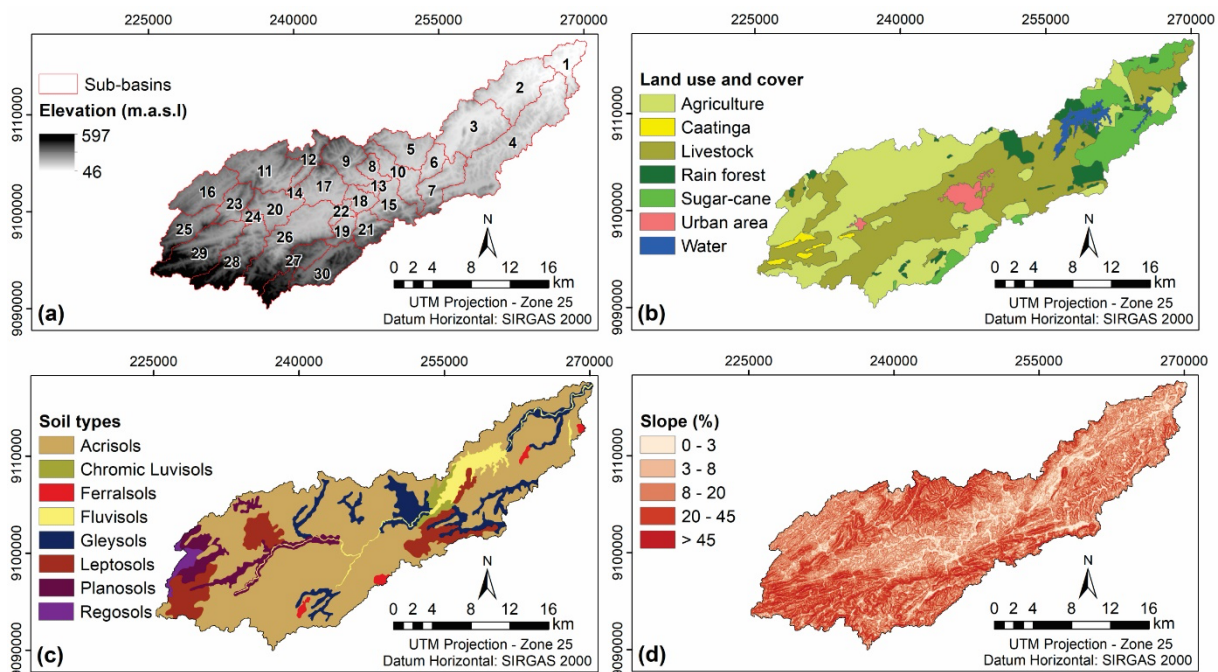 225000 240000 255000 270000
9110000
9100000
9090000
Sub-basins
Elevation (m.a.s.l)
597
46
1
2
3
4
5
6
7
8
9
10
11
12
13
14
15
16
17
18
19
20
21
22
23
24
25
26
27
28
29
30
N
0 2 4 8 12 16
km
UTM Projection - Zone 25
Datum Horizontal: SIRGAS 2000
(a)
225000 240000 255000 270000
9110000
9100000
9090000
Land use and cover
Agriculture
Caatinga
Livestock
Rain forest
Sugar-cane
Urban area
Water
N
0 2 4 8 12 16
km
UTM Projection - Zone 25
Datum Horizontal: SIRGAS 2000
(b)
225000 240000 255000 270000
9110000
9100000
9090000
Soil types
Acrisols
Chromic Luvisols
Ferralsols
Fluvisols
Gleysols
Leptosols
Planosols
Regosols
N
0 2 4 8 12 16
km
UTM Projection - Zone 25
Datum Horizontal: SIRGAS 2000
(c)
225000 240000 255000 270000
9110000
9100000
9090000
Slope (%)
0 - 3
3 - 8
8 - 20
20 - 45
> 45
N
0 2 4 8 12 16
km
UTM Projection - Zone 25
Datum Horizontal: SIRGAS 2000
(d)